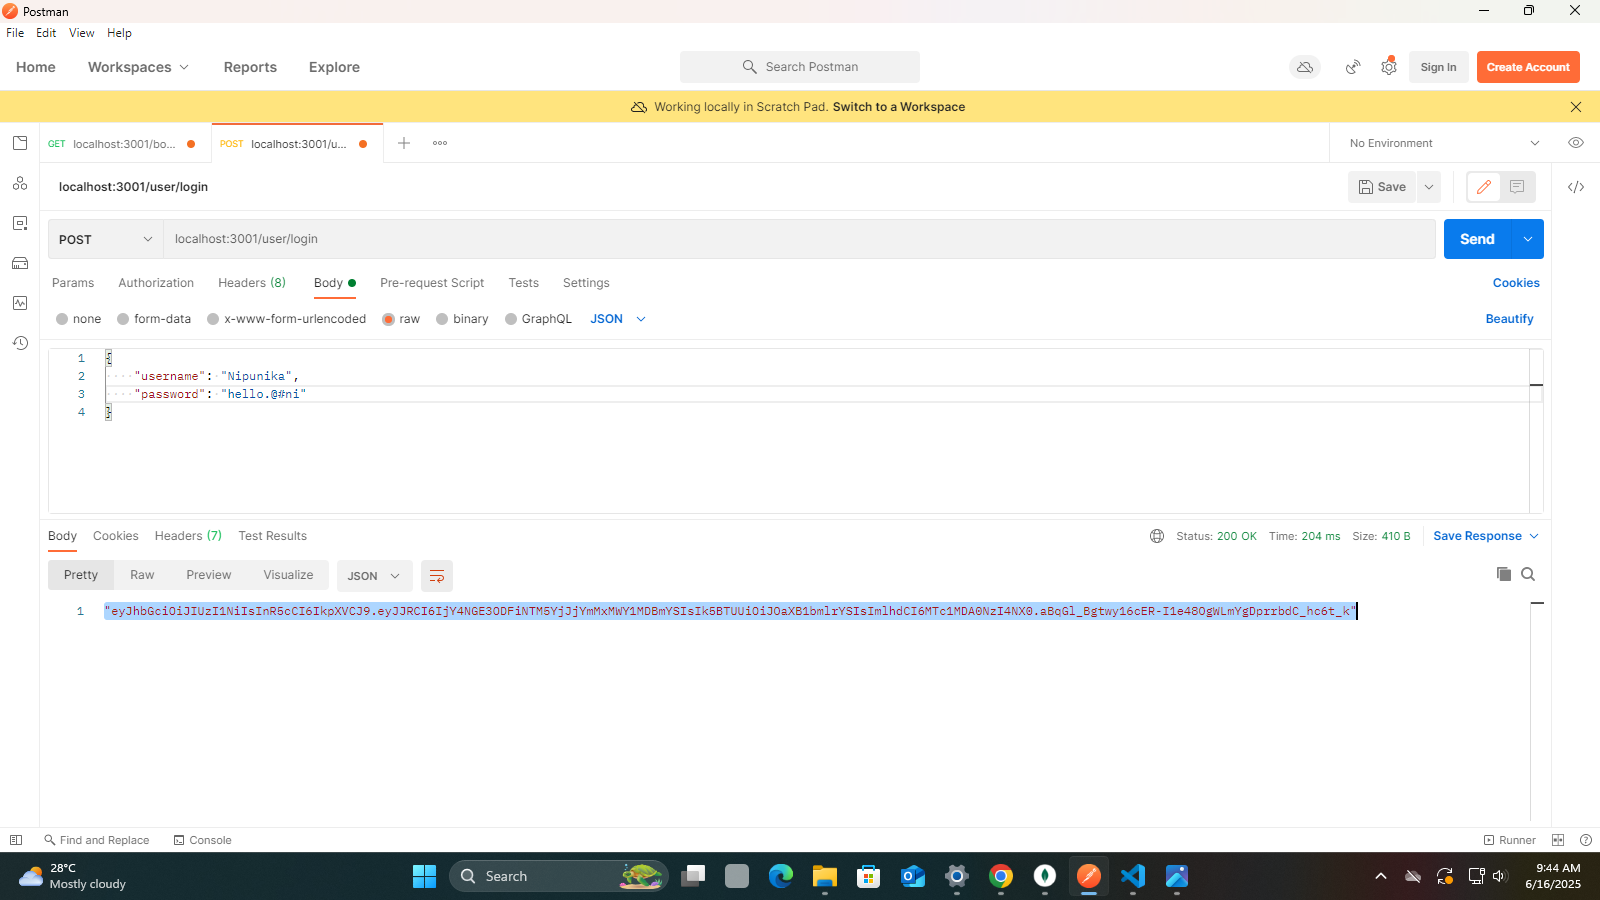 Postman
File Edit View Help
Home Workspaces Reports Explore Search Postman Sign In Create Account
Working locally in Scratch Pad. Switch to a Workspace
GET localhost:3001/bo... POST localhost:3001/u... No Environment
localhost:3001/user/login Save
POST localhost:3001/user/login Send
Params Authorization Headers (8) Body Pre-request Script Tests Settings Cookies
none form-data x-www-form-urlencoded raw binary GraphQL JSON Beautify
1 {
2 "username": "Nipunika",
3 "password": "hello.@#ni"
4 }
Body Cookies Headers (7) Test Results Status: 200 OK Time: 204 ms Size: 410 B Save Response
Pretty Raw Preview Visualize JSON
1 "eyJhbGciOiJIUzI1NiIsInR5cCI6IkpXVCJ9.eyJJRCI6IjY4NGE3ODFiNTM5YjJjYmMxMWY1MDBmYSIsIk5BTUUiOiJOaXB1bmlrYSIsImlhdCI6MTc1MDA0NzI4NX0.aBqGl_Bgtwy16cER-I1e48OgWLmYgDprrbdC_hc6t_k"
Find and Replace Console Runner
28°C
Mostly cloudy
Search
9:44 AM
6/16/2025